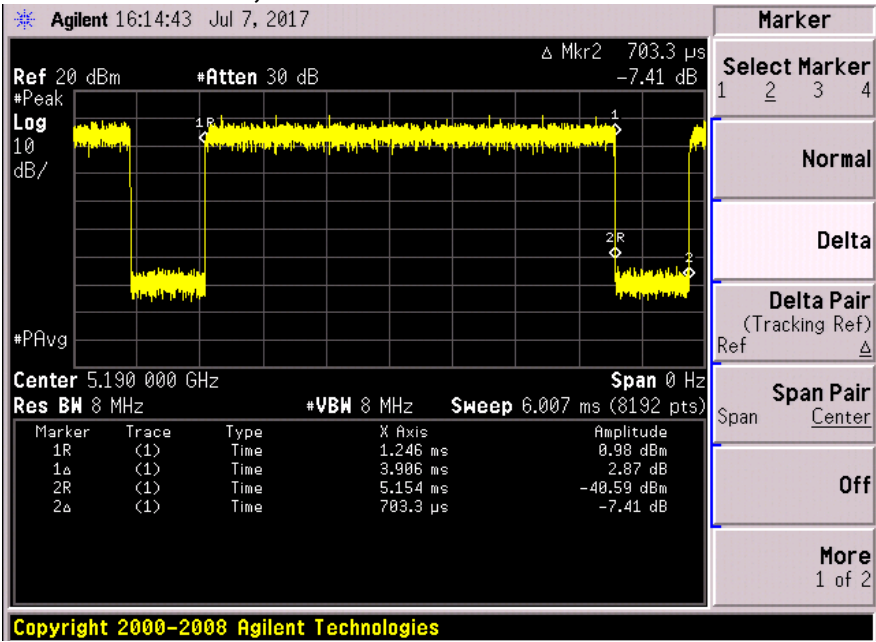 Agilent 16:14:43 Jul 7, 2017
Marker
Δ Mkr2 703.3 µs
Ref 20 dBm #Atten 30 dB -7.41 dB
#Peak
Log
10
dB/
1R
1
2R
2
#PAvg
Center 5.190 000 GHz Span 0 Hz
Res BW 8 MHz #VBW 8 MHz Sweep 6.007 ms (8192 pts)
Marker Trace Type X Axis Amplitude
1R (1) Time 1.246 ms 0.98 dBm
1Δ (1) Time 3.906 ms 2.87 dB
2R (1) Time 5.154 ms -40.59 dBm
2Δ (1) Time 703.3 µs -7.41 dB
Select Marker
1 2 3 4
Normal
Delta
Delta Pair
(Tracking Ref)
Ref Δ
Span Pair
Span Center
Off
More
1 of 2
Copyright 2000-2008 Agilent Technologies